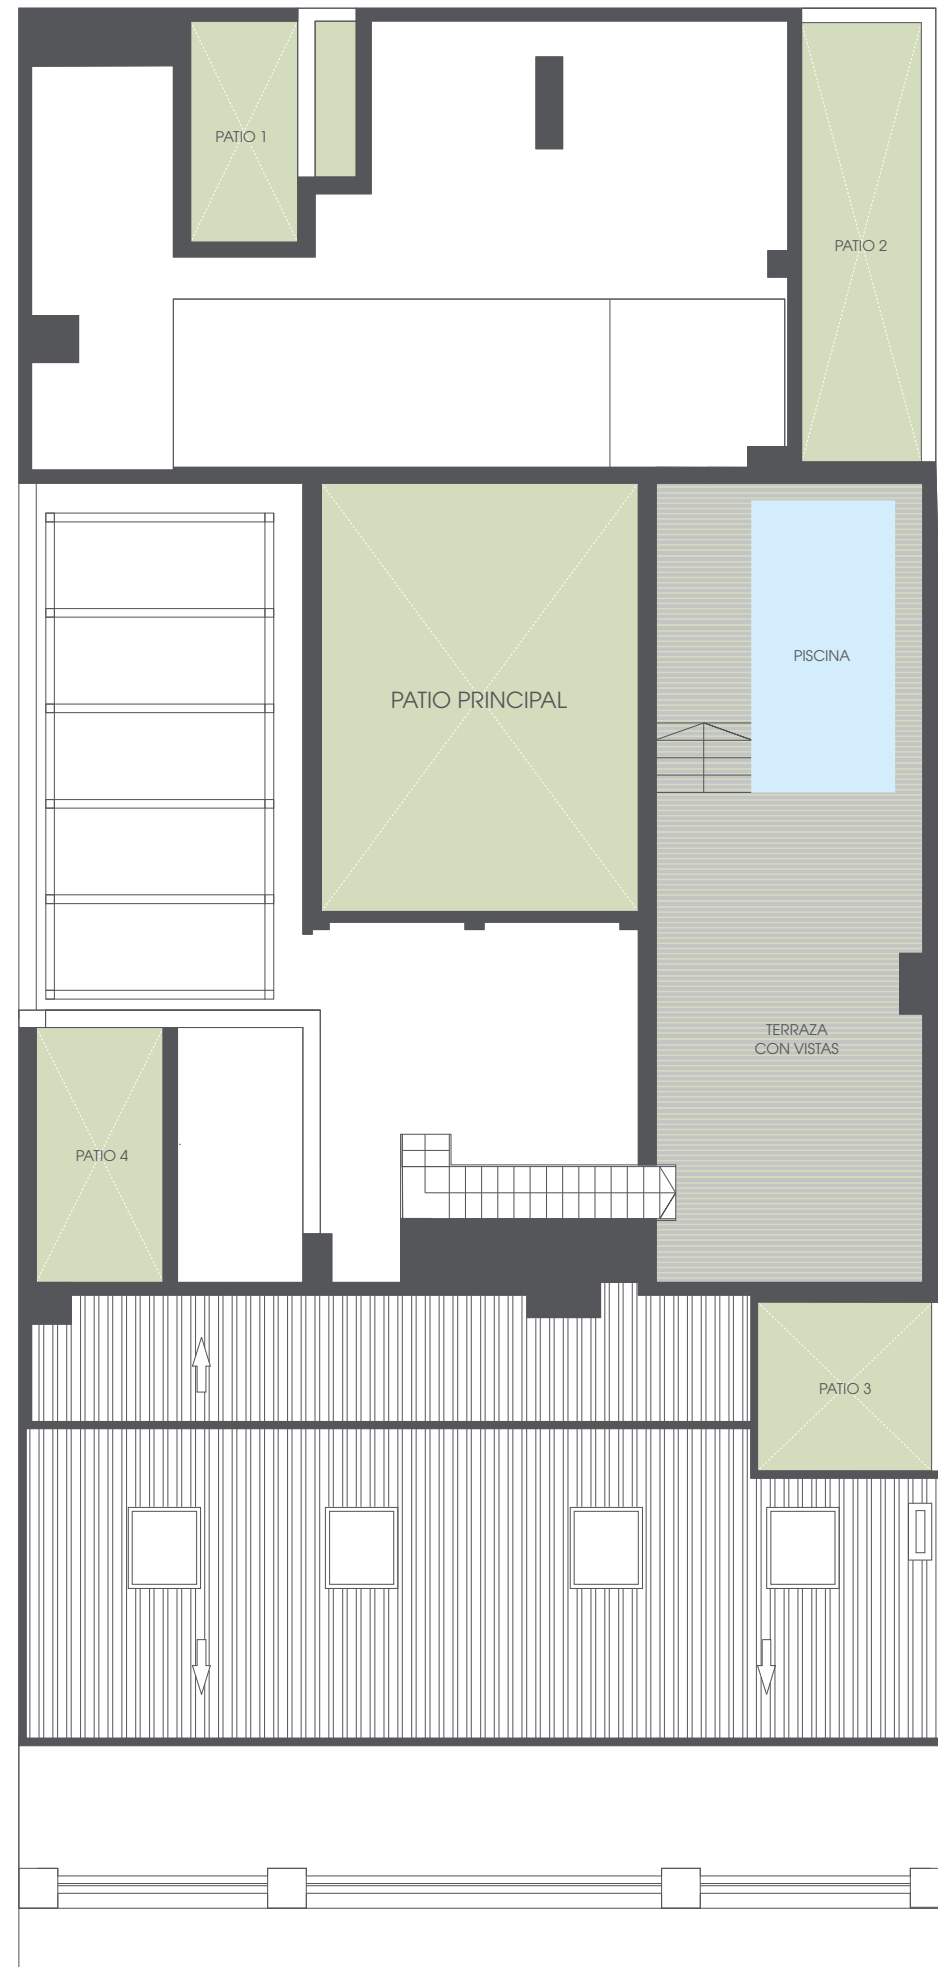 PATIO 1
PATIO 2
PISCINA
PATIO PRINCIPAL
TERRAZA
CON VISTAS
PATIO 4
PATIO 3